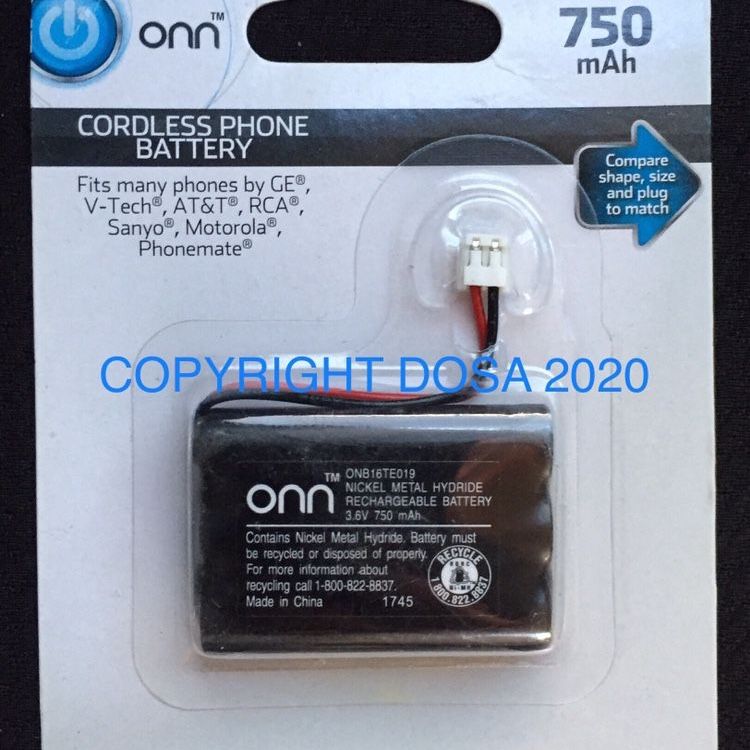 onn™
750
mAh
CORDLESS PHONE
BATTERY
Fits many phones by GE®,
V-Tech®, AT&T®, RCA®,
Sanyo®, Motorola®,
Phonemate®
Compare
shape, size
and plug
to match
COPYRIGHT DOSA 2020
onn™
ONB16TE019
NICKEL METAL HYDRIDE
RECHARGEABLE BATTERY
3.6V 750 mAh
Contains Nickel Metal Hydride. Battery must
be recycled or disposed of properly.
For more information about
recycling call 1-800-822-8837.
Made in China 1745
RECYCLE
RBRC
Ni-MH
1.800.822.8837